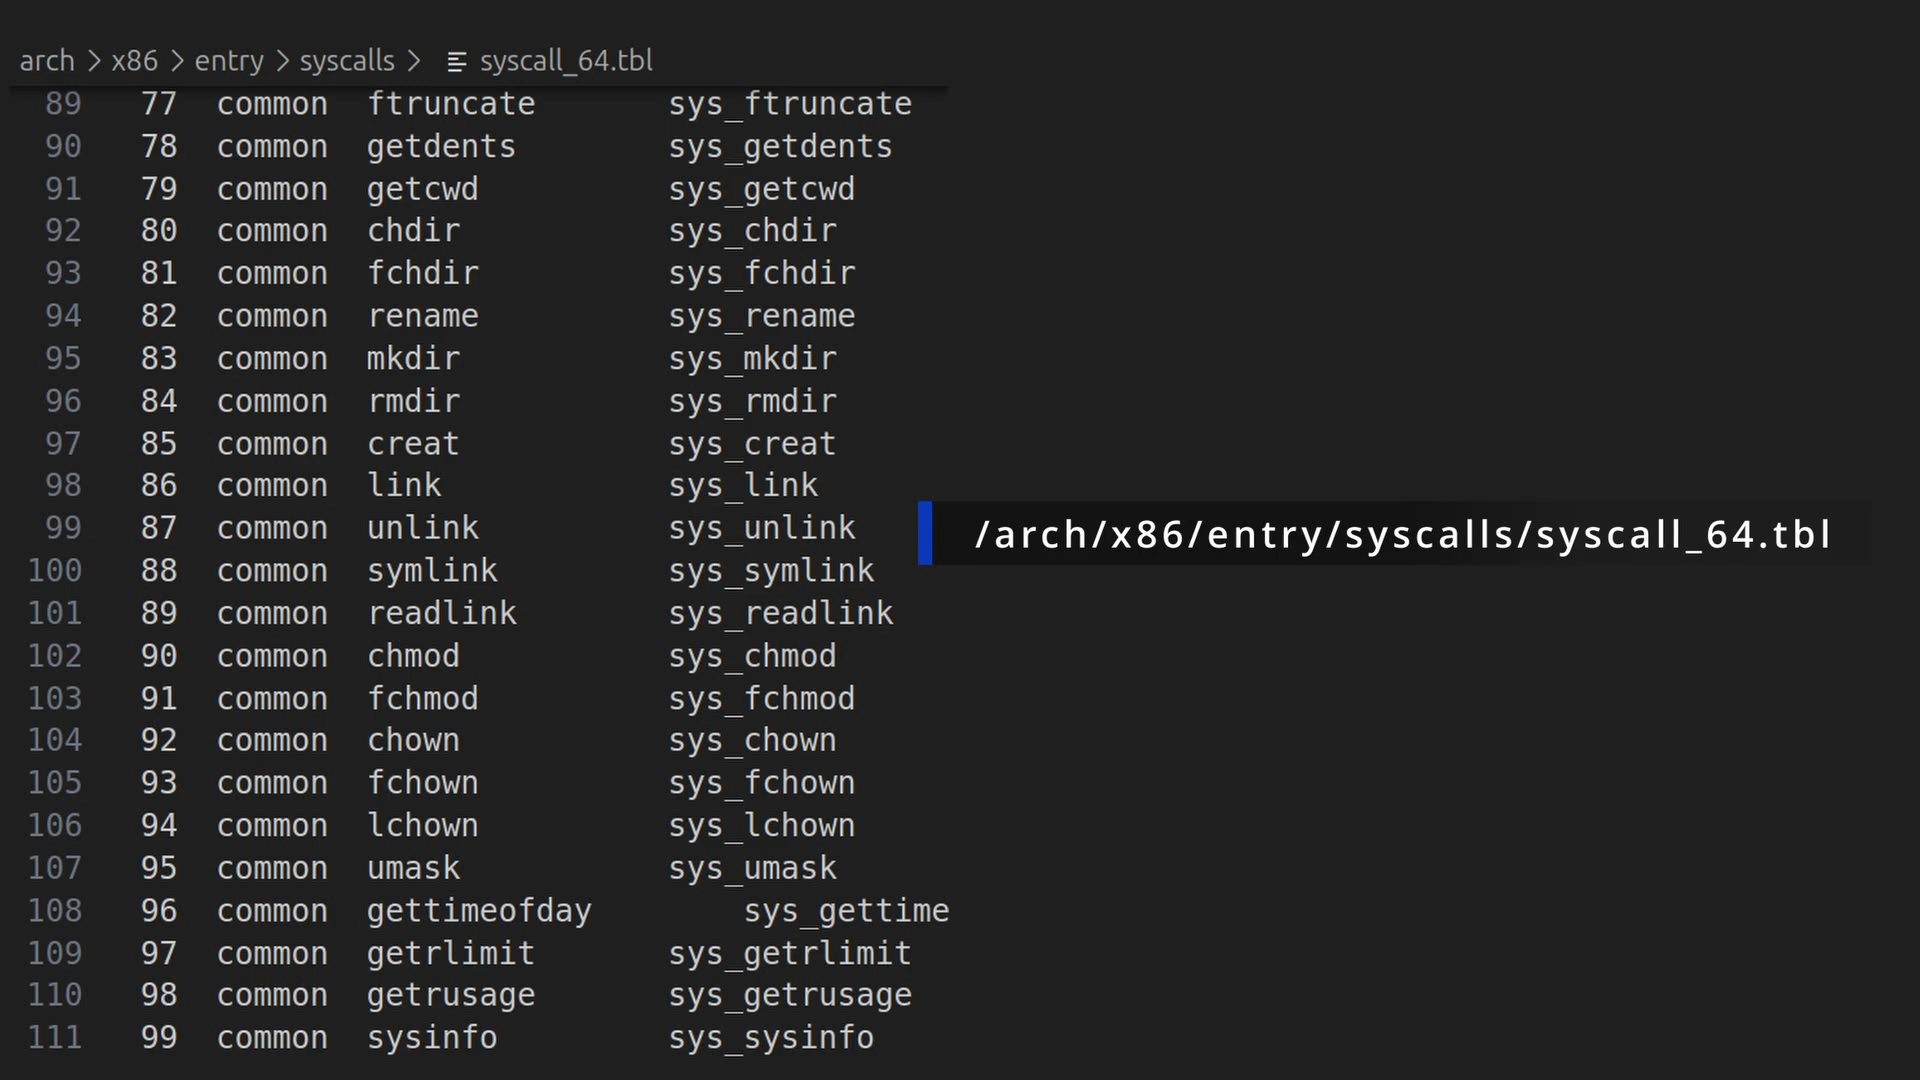 arch > x86 > entry > syscalls > syscall_64.tbl
89 77 common ftruncate sys_ftruncate
90 78 common getdents sys_getdents
91 79 common getcwd sys_getcwd
92 80 common chdir sys_chdir
93 81 common fchdir sys_fchdir
94 82 common rename sys_rename
95 83 common mkdir sys_mkdir
96 84 common rmdir sys_rmdir
97 85 common creat sys_creat
98 86 common link sys_link
99 87 common unlink sys_unlink
/arch/x86/entry/syscalls/syscall_64.tbl
100 88 common symlink sys_symlink
101 89 common readlink sys_readlink
102 90 common chmod sys_chmod
103 91 common fchmod sys_fchmod
104 92 common chown sys_chown
105 93 common fchown sys_fchown
106 94 common lchown sys_lchown
107 95 common umask sys_umask
108 96 common gettimeofday sys_gettime
109 97 common getrlimit sys_getrlimit
110 98 common getrusage sys_getrusage
111 99 common sysinfo sys_sysinfo